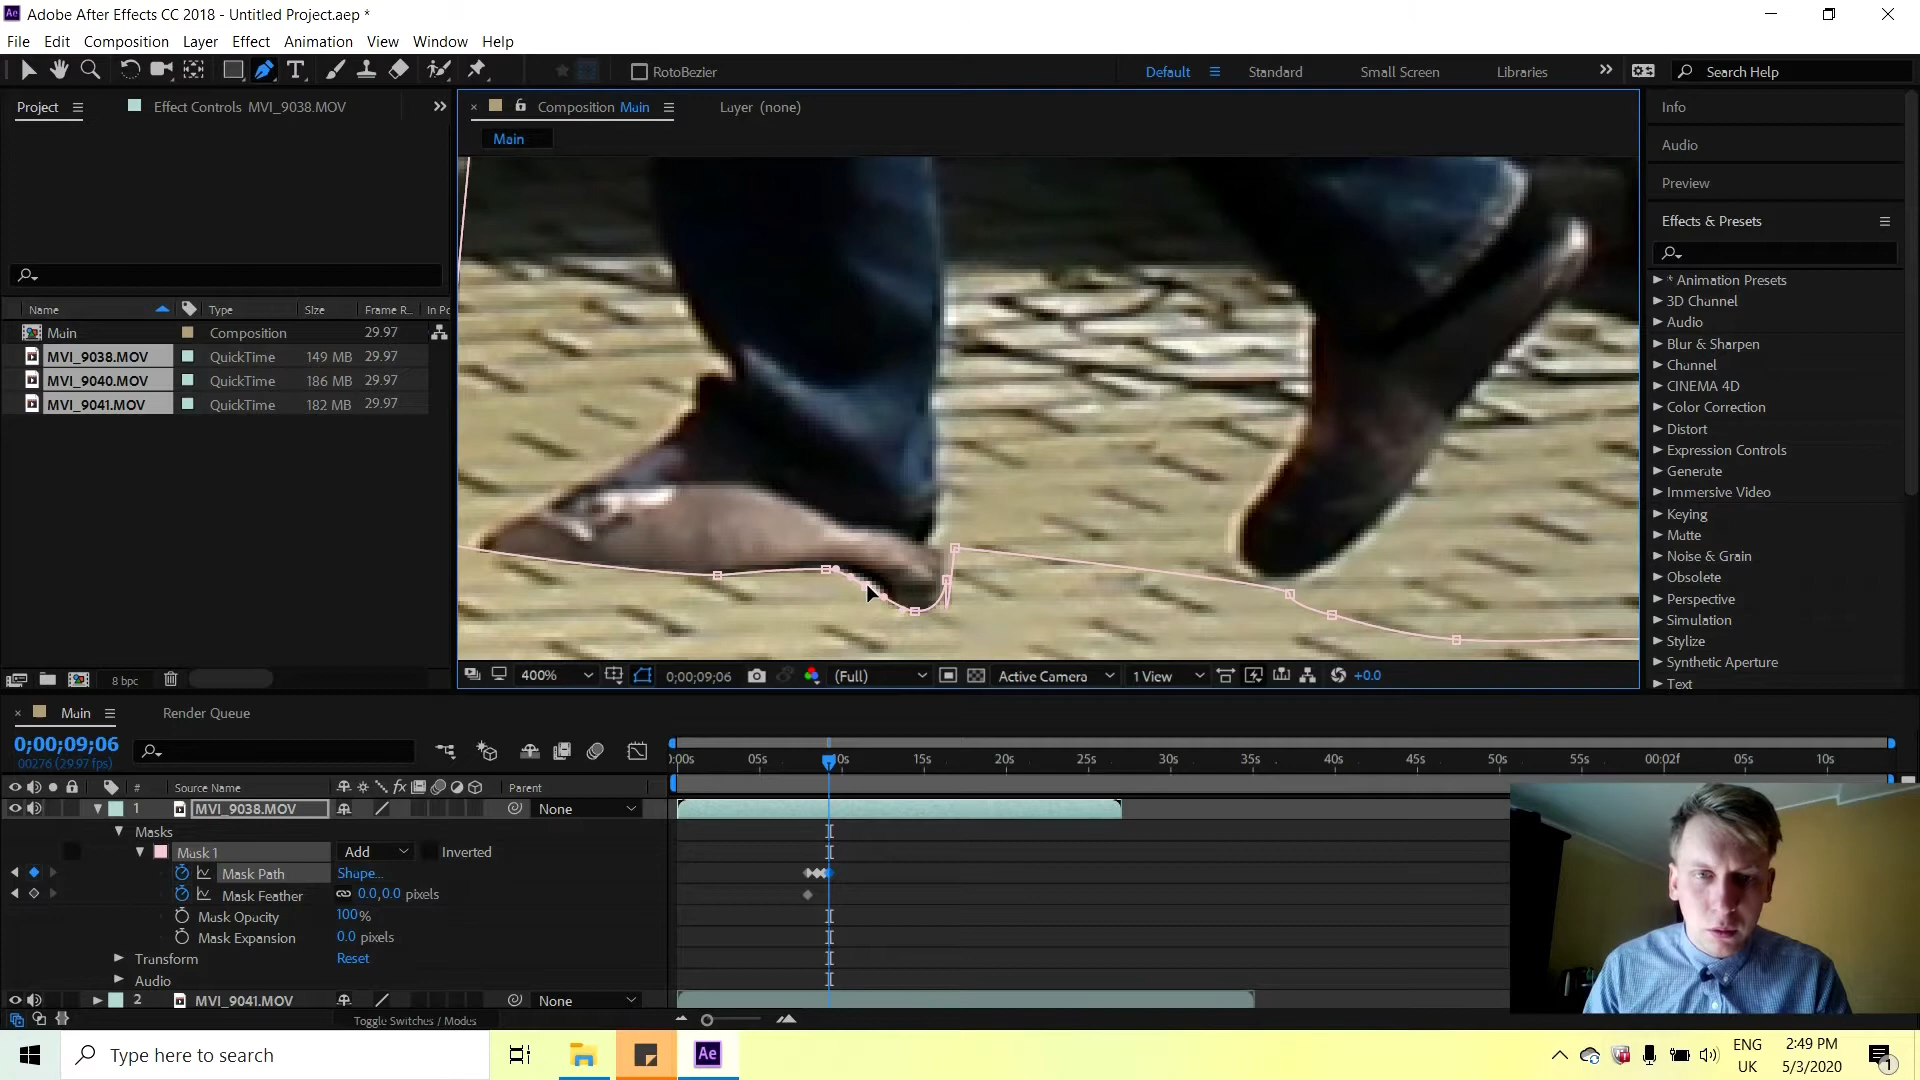 Adobe After Effects CC 2018 - Untitled Project.aep *
File Edit Composition Layer Effect Animation View Window Help
RotoBezier
Default Standard Small Screen Libraries Search Help
Project Effect Controls MVI_9038.MOV
Composition Main Layer (none)
Main
Name Type Size Frame R... In Po
Main Composition 29.97
MVI_9038.MOV QuickTime 149 MB 29.97
MVI_9040.MOV QuickTime 186 MB 29.97
MVI_9041.MOV QuickTime 182 MB 29.97
8 bpc
400% 0;00;09;06 (Full) Active Camera 1 View +0.0
Info
Audio
Preview
Effects & Presets
* Animation Presets
3D Channel
Audio
Blur & Sharpen
Channel
CINEMA 4D
Color Correction
Distort
Expression Controls
Generate
Immersive Video
Keying
Matte
Noise & Grain
Obsolete
Perspective
Simulation
Stylize
Synthetic Aperture
Text
Main Render Queue
0;00;09;06
00276 (29.97 fps)
:00s 05s 0s 15s 20s 25s 30s 35s 40s 45s 50s 55s 00:02f 05s 10s
# Source Name Parent
1 MVI_9038.MOV None
Masks
Mask 1 Add Inverted
Mask Path Shape...
Mask Feather 0.0,0.0 pixels
Mask Opacity 100%
Mask Expansion 0.0 pixels
Transform Reset
Audio
2 MVI_9041.MOV None
Toggle Switches / Modes
Type here to search
Ae
ENG
UK
2:49 PM
5/3/2020
1